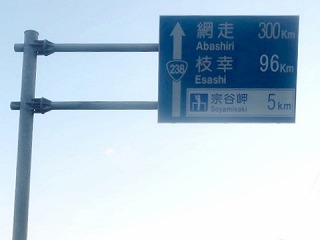 網走 300Km
Abashiri
238
枝幸 96Km
Esashi
宗谷岬 5km
Soyamisaki